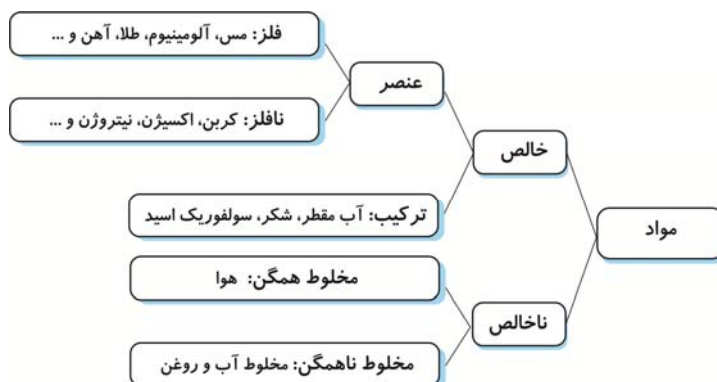 مواد
خالص
عنصر
فلز: مس، آلومینیوم، طلا، آهن و ...
نافلز: کربن، اکسیژن، نیتروژن و ...
ترکیب: آب مقطر، شکر، سولفوریک اسید
ناخالص
مخلوط همگن: هوا
مخلوط ناهمگن: مخلوط آب و روغن